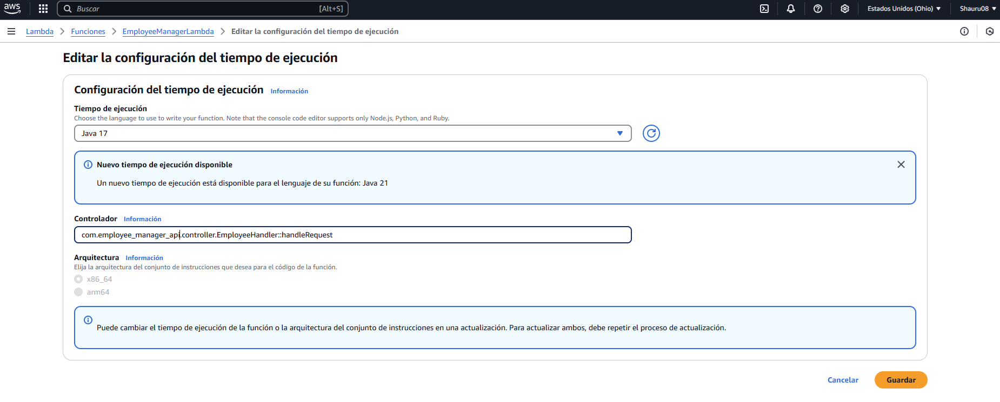 aws
Buscar [Alt+S] Estados Unidos (Ohio) Shauru08
Lambda Funciones EmployeeManagerLambda Editar la configuración del tiempo de ejecución
Editar la configuración del tiempo de ejecución
Configuración del tiempo de ejecución Información
Tiempo de ejecución
Choose the language to use to write your function. Note that the console code editor supports only Node.js, Python, and Ruby.
Java 17
Nuevo tiempo de ejecución disponible
Un nuevo tiempo de ejecución está disponible para el lenguaje de su función: Java 21
Controlador Información
com.employee_manager_api.controller.EmployeeHandler::handleRequest
Arquitectura Información
Elija la arquitectura del conjunto de instrucciones que desea para el código de la función.
x86_64
arm64
Puede cambiar el tiempo de ejecución de la función o la arquitectura del conjunto de instrucciones en una actualización. Para actualizar ambos, debe repetir el proceso de actualización.
Cancelar Guardar